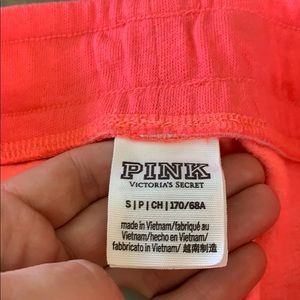 PINK
VICTORIA'S SECRET
S | P | CH | 170/68A
made in Vietnam/fabriqué au
Vietnam/hecho en Vietnam/
fabbricato in Vietnam/ 越南制造